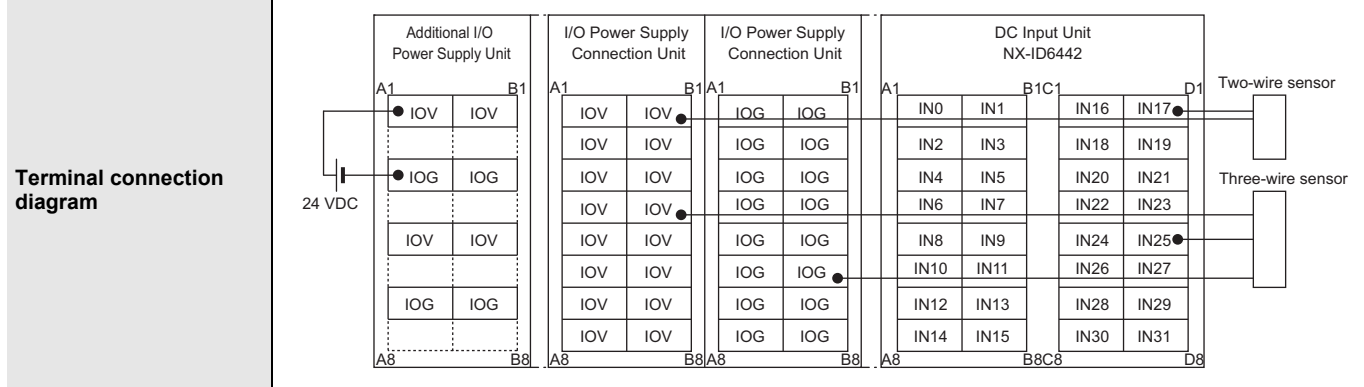 Terminal connection
diagram
Additional I/O
Power Supply Unit
I/O Power Supply
Connection Unit
I/O Power Supply
Connection Unit
DC Input Unit
NX-ID6442
A1 B1 A1 B1 A1 B1 A1 B1 C1 D1
Two-wire sensor
IOV IOV IOV IOV IOG IOG IN0 IN1 IN16 IN17
IOV IOV IOG IOG IN2 IN3 IN18 IN19
IOG IOG IOV IOV IOG IOG IN4 IN5 IN20 IN21
Three-wire sensor
24 VDC
IOV IOV IOG IOG IN6 IN7 IN22 IN23
IOV IOV IOV IOV IOG IOG IN8 IN9 IN24 IN25
IOV IOV IOG IOG IN10 IN11 IN26 IN27
IOG IOG IOV IOV IOG IOG IN12 IN13 IN28 IN29
IOV IOV IOG IOG IN14 IN15 IN30 IN31
A8 B8 A8 B8 A8 B8 A8 B8 C8 D8